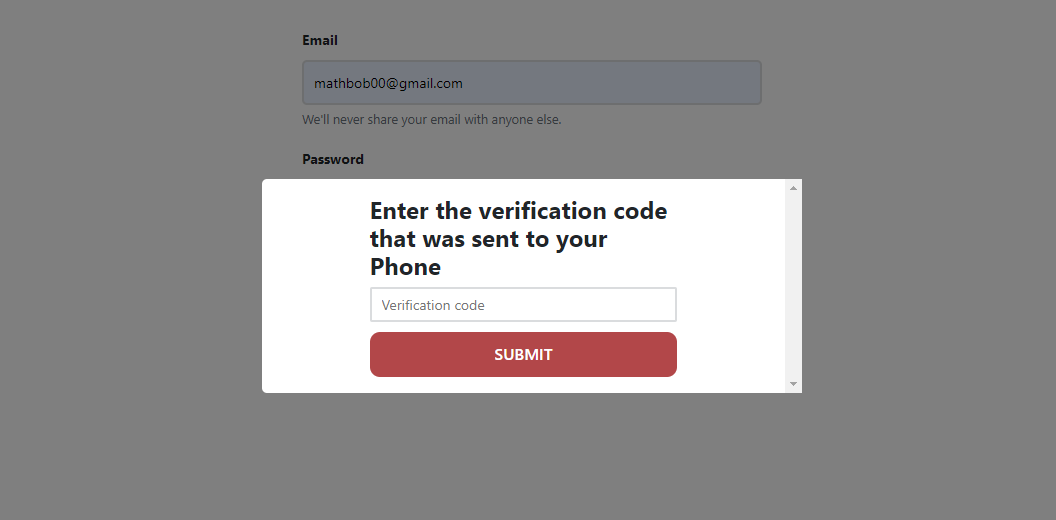 Email
mathbob00@gmail.com
We'll never share your email with anyone else.
Password
Enter the verification code
that was sent to your
Phone
Verification code
SUBMIT